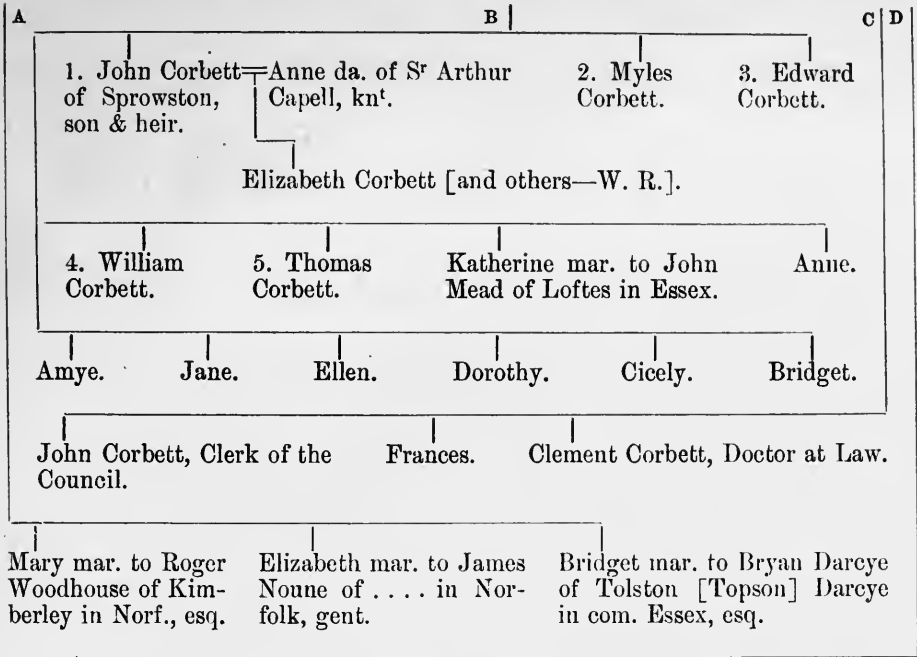 A B C D
1. John Corbett Anne da. of Sʳ Arthur 2. Myles 3. Edward
of Sprowston, Capell, knᵗ. Corbett. Corbett.
son & heir.
Elizabeth Corbett [and others—W. R.].
4. William 5. Thomas Katherine mar. to John Anne.
Corbett. Corbett. Mead of Loftes in Essex.
Amye. Jane. Ellen. Dorothy. Cicely. Bridget.
John Corbett, Clerk of the Frances. Clement Corbett, Doctor at Law.
Council.
Mary mar. to Roger Elizabeth mar. to James Bridget mar. to Bryan Darcye
Woodhouse of Kim- Noune of . . . . in Nor- of Tolston [Topson] Darcye
berley in Norf., esq. folk, gent. in com. Essex, esq.